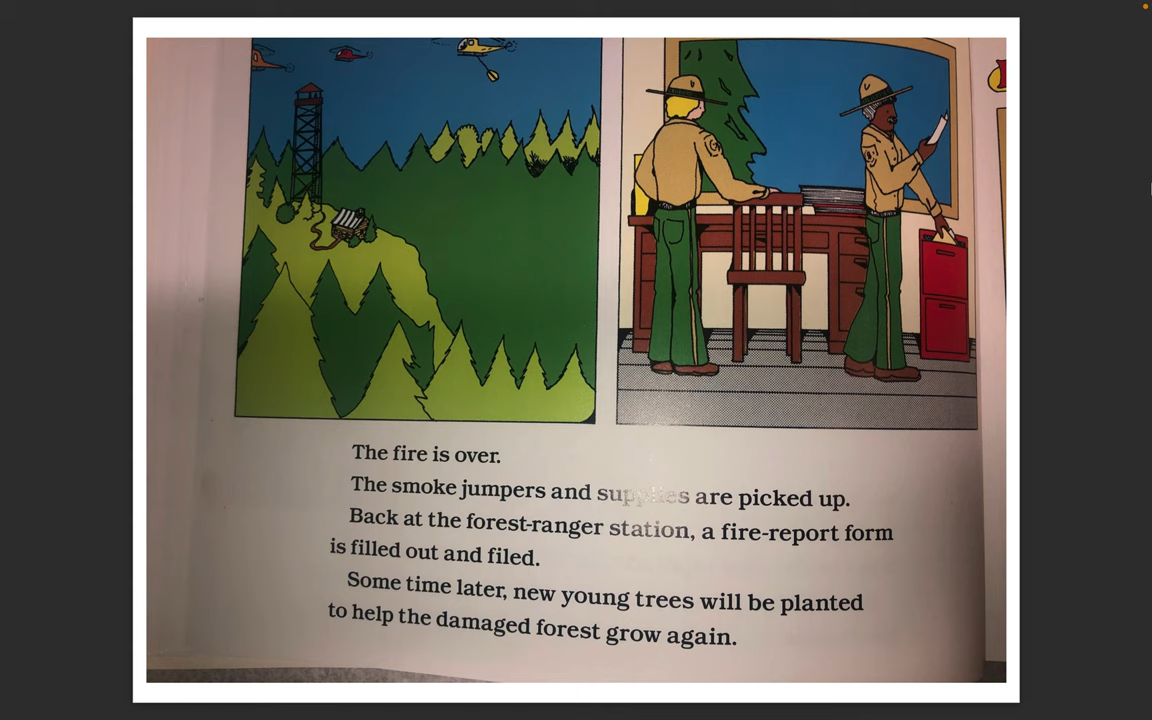 The fire is over.
The smoke jumpers and supplies are picked up.
Back at the forest-ranger station, a fire-report form
is filled out and filed.
Some time later, new young trees will be planted
to help the damaged forest grow again.